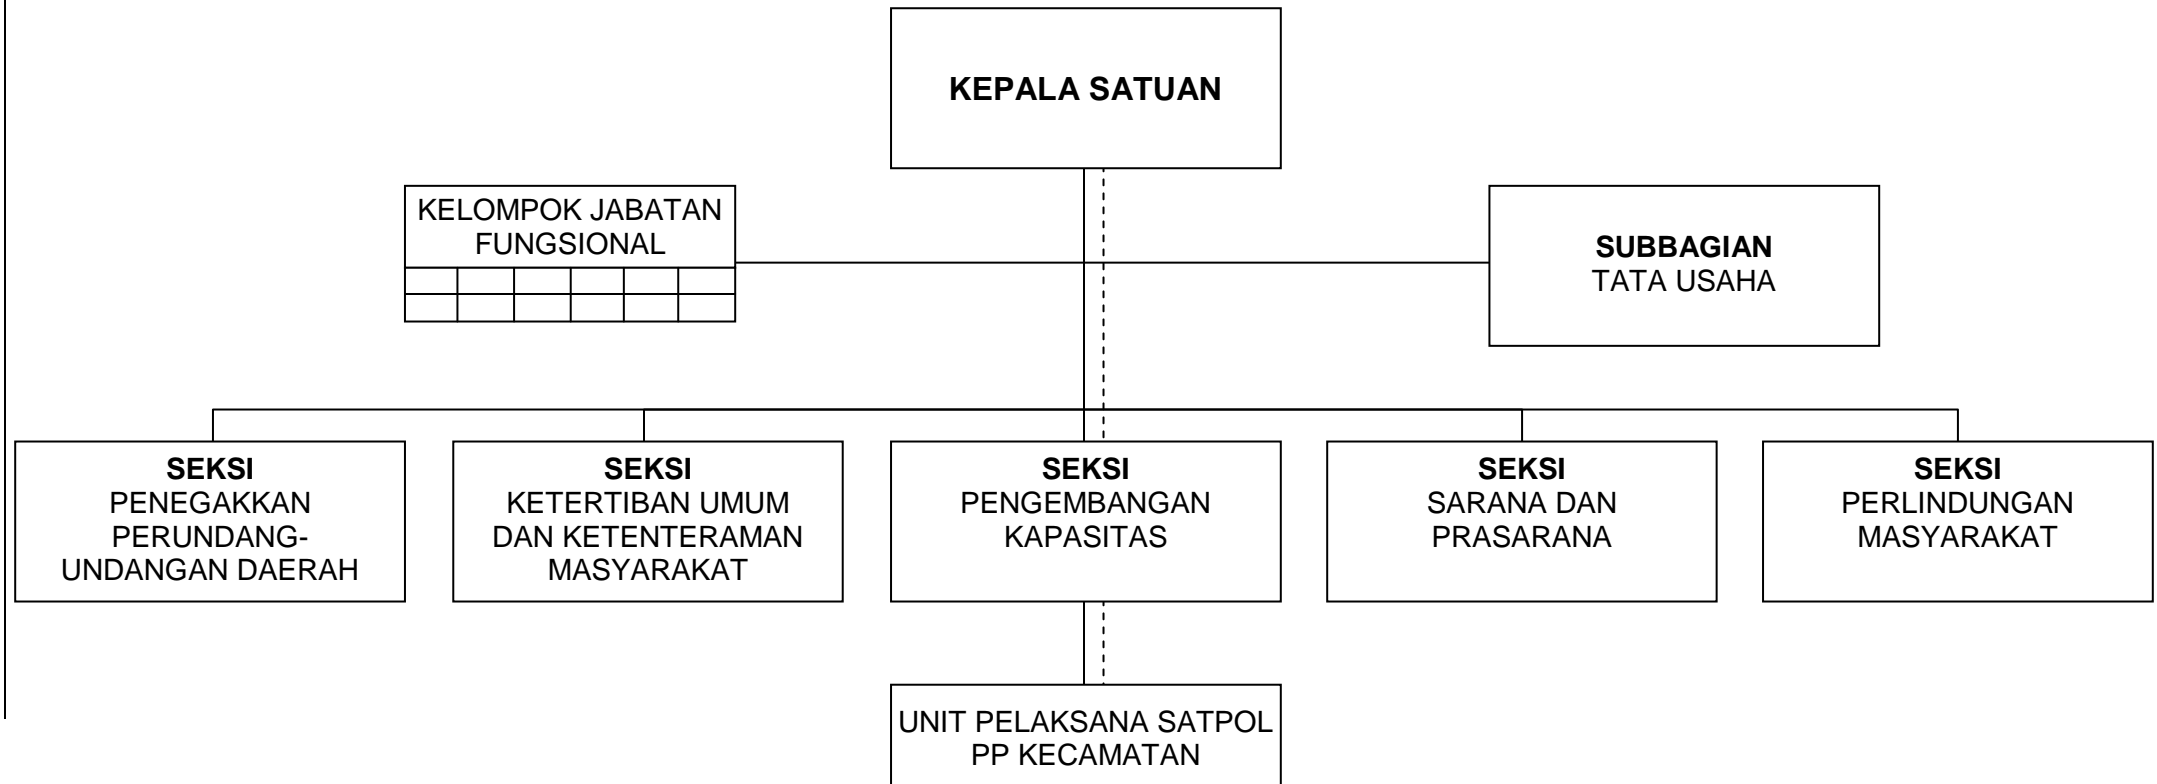 KEPALA SATUAN
KELOMPOK JABATAN
FUNGSIONAL
SUBBAGIAN
TATA USAHA
SEKSI
PENEGAKKAN
PERUNDANG-
UNDANGAN DAERAH
SEKSI
KETERTIBAN UMUM
DAN KETENTERAMAN
MASYARAKAT
SEKSI
PENGEMBANGAN
KAPASITAS
SEKSI
SARANA DAN
PRASARANA
SEKSI
PERLINDUNGAN
MASYARAKAT
UNIT PELAKSANA SATPOL
PP KECAMATAN